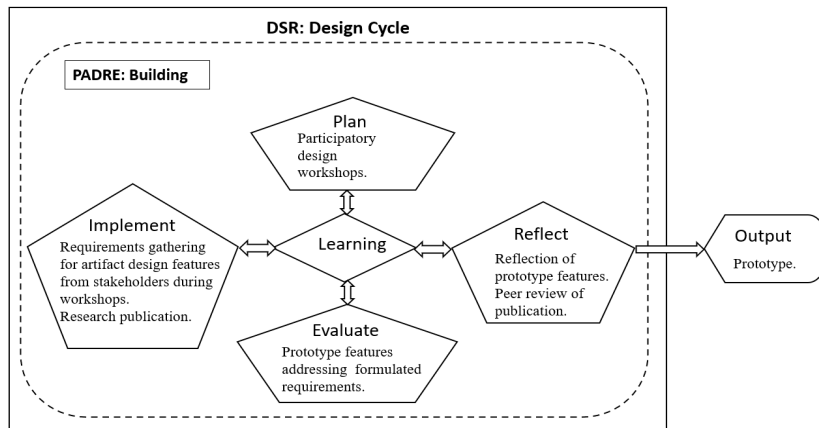 DSR: Design Cycle
PADRE: Building
Plan
Participatory
design
workshops.
Implement
Requirements gathering
for artifact design features
from stakeholders during
workshops.
Research publication.
Learning
Reflect
Reflection of
prototype features.
Peer review of
publication.
Output
Prototype.
Evaluate
Prototype features
addressing formulated
requirements.